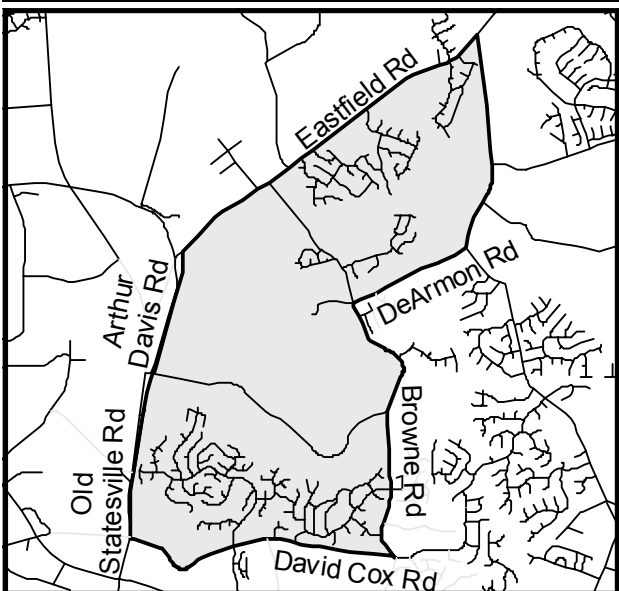 Eastfield Rd
DeArmon Rd
Arthur
Davis Rd
Browne Rd
Old
Statesville Rd
David Cox Rd